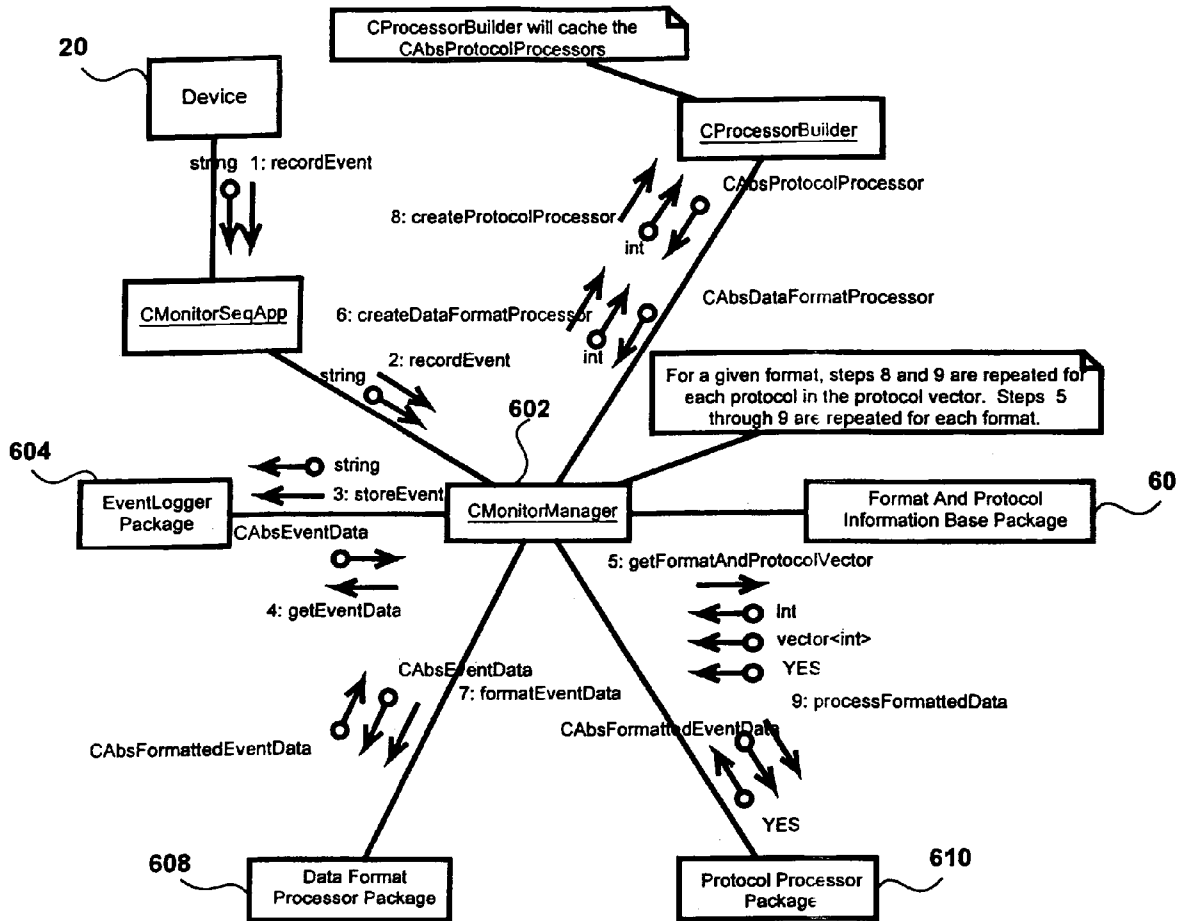 CProcessorBuilder will cache the
CAbsProtocolProcessors
20
Device
CProcessorBuilder
string 1: recordEvent
CAbsProtocolProcessor
8: createProtocolProcessor
int
CMonitorSeqApp
CAbsDataFormatProcessor
6: createDataFormatProcessor
int
2: recordEvent
string
For a given format, steps 8 and 9 are repeated for
each protocol in the protocol vector. Steps 5
through 9 are repeated for each format.
602
604
string
3: storeEvent
EventLogger
Package
CMonitorManager
Format And Protocol
Information Base Package
60
CAbsEventData
4: getEventData
5: getFormatAndProtocolVector
int
vector<int>
YES
CAbsEventData
7: formatEventData
CAbsFormattedEventData
9: processFormattedData
CAbsFormattedEventData
YES
608
Data Format
Processor Package
Protocol Processor
Package
610